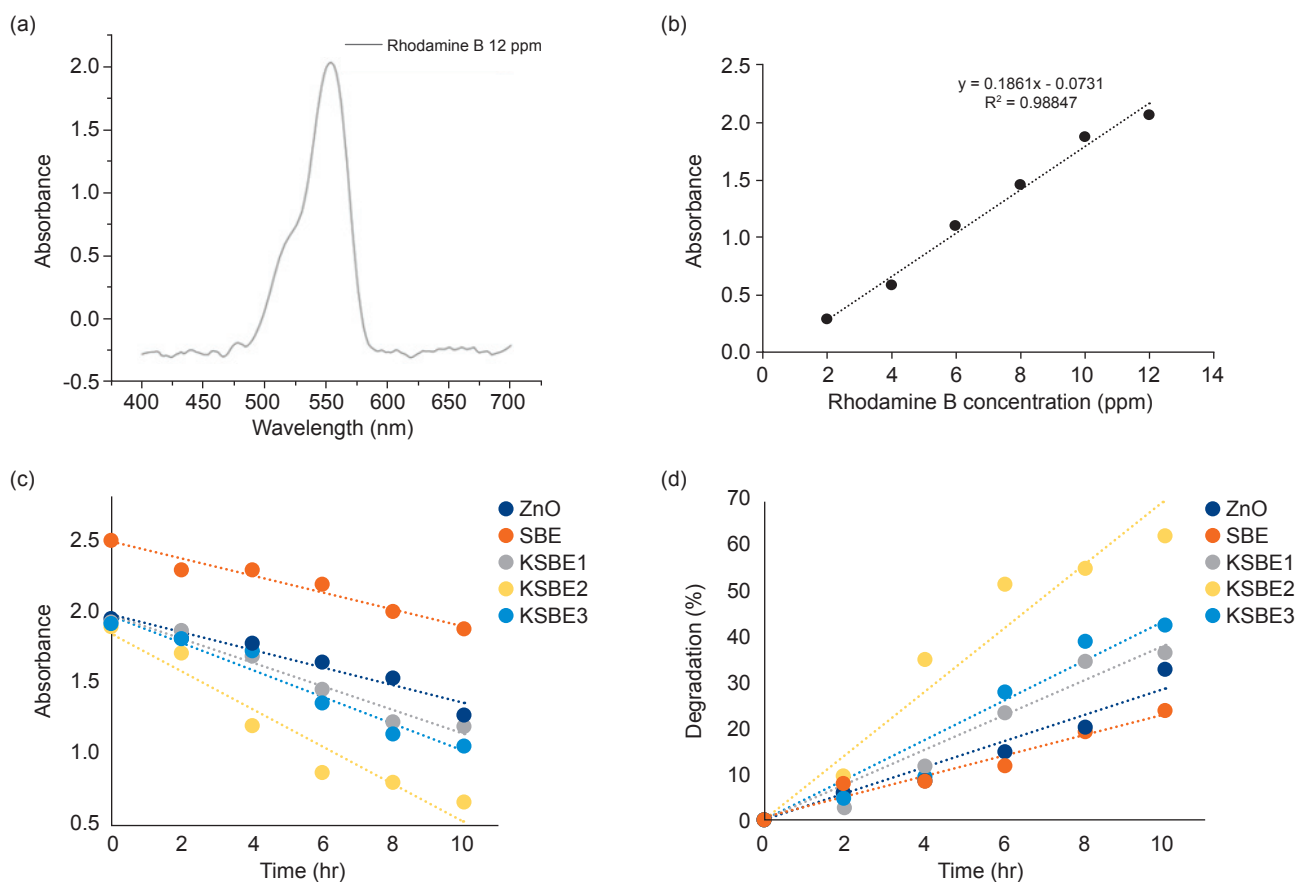 (a)
Rhodamine B 12 ppm
Absorbance
2.0
1.5
1.0
0.5
0.0
-0.5
400 450 500 550 600 650 700
Wavelength (nm)
(b)
y = 0.1861x - 0.0731
R² = 0.98847
Absorbance
2.5
2.0
1.5
1.0
0.5
0.0
0 2 4 6 8 10 12 14
Rhodamine B concentration (ppm)
(c)
ZnO
SBE
KSBE1
KSBE2
KSBE3
Absorbance
2.5
2.0
1.5
1.0
0.5
0 2 4 6 8 10
Time (hr)
(d)
ZnO
SBE
KSBE1
KSBE2
KSBE3
Degradation (%)
70
60
50
40
30
20
10
0
0 2 4 6 8 10
Time (hr)